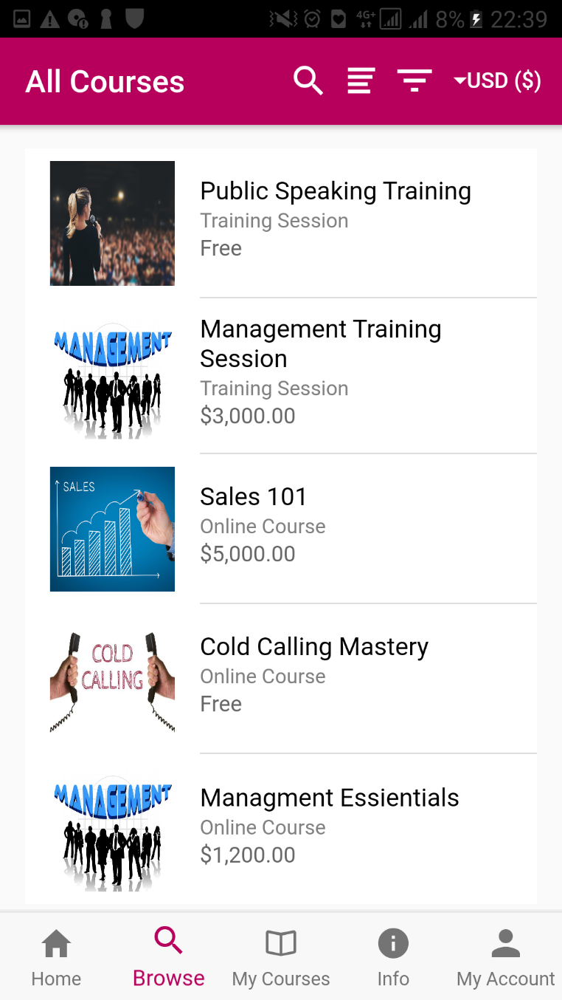 4G+ 8% 22:39
All Courses USD ($)
Public Speaking Training
Training Session
Free
MANAGEMENT
Management Training
Session
Training Session
$3,000.00
SALES
Sales 101
Online Course
$5,000.00
COLD
CALLING
Cold Calling Mastery
Online Course
Free
MANAGEMENT
Managment Essientials
Online Course
$1,200.00
Home Browse My Courses Info My Account